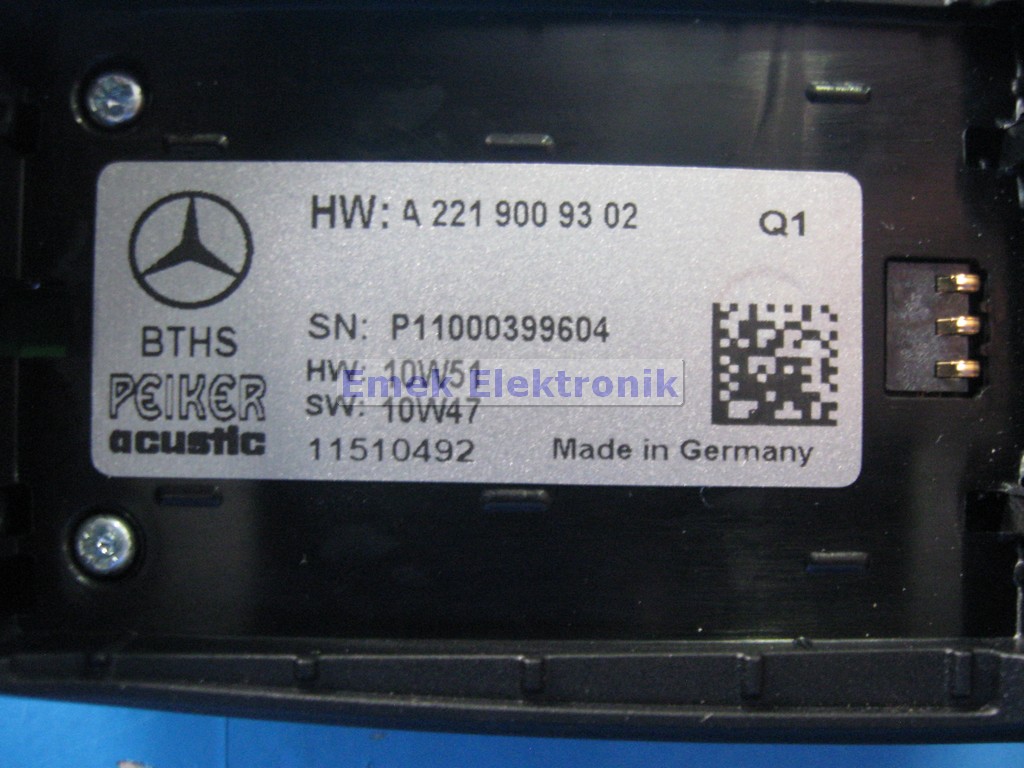 HW: A 221 900 93 02
Q1
BTHS
PEIKER
acustic
SN: P11000399604
HW: 10W51
SW: 10W47
11510492
Made in Germany
Emek Elektronik